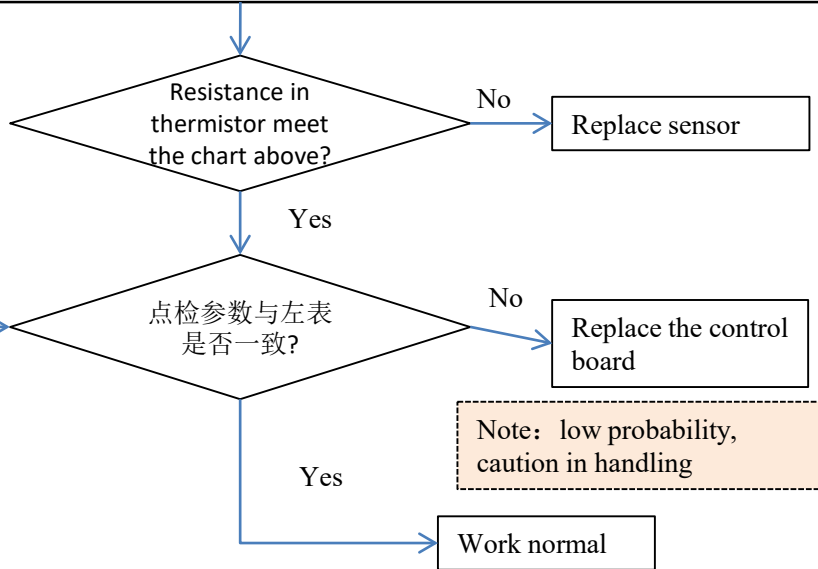 Resistance in
thermistor meet
the chart above?
No
Replace sensor
Yes
点检参数与左表
是否一致?
No
Replace the control
board
Note：low probability,
caution in handling
Yes
Work normal